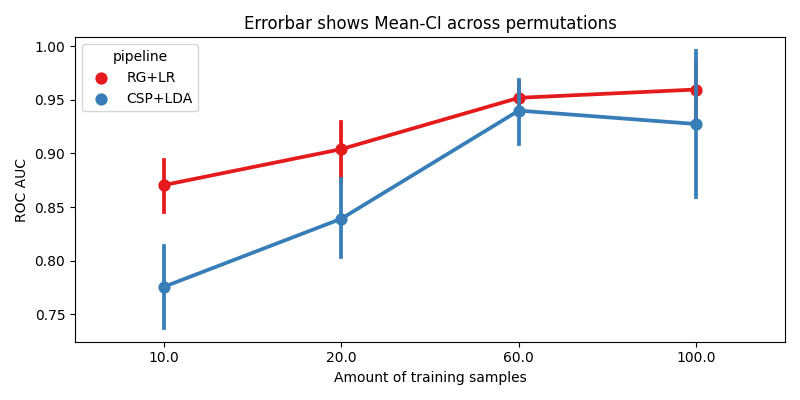 Errorbar shows Mean-CI across permutations
pipeline
RG+LR
CSP+LDA
ROC AUC
1.00
0.95
0.90
0.85
0.80
0.75
10.0 20.0 60.0 100.0
Amount of training samples